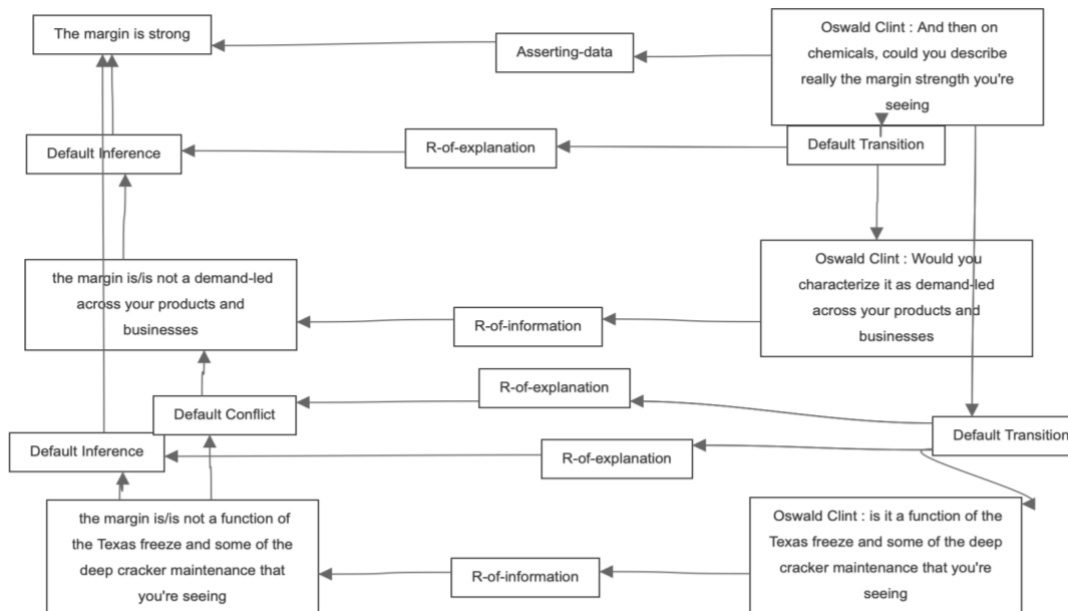 The margin is strong
Asserting-data
Oswald Clint : And then on
chemicals, could you describe
really the margin strength you're
seeing
Default Inference
R-of-explanation
Default Transition
the margin is/is not a demand-led
across your products and
businesses
R-of-information
Oswald Clint : Would you
characterize it as demand-led
across your products and
businesses
R-of-explanation
Default Conflict
Default Transition
Default Inference
R-of-explanation
the margin is/is not a function of
the Texas freeze and some of the
deep cracker maintenance that
you're seeing
R-of-information
Oswald Clint : is it a function of the
Texas freeze and some of the deep
cracker maintenance that you're
seeing